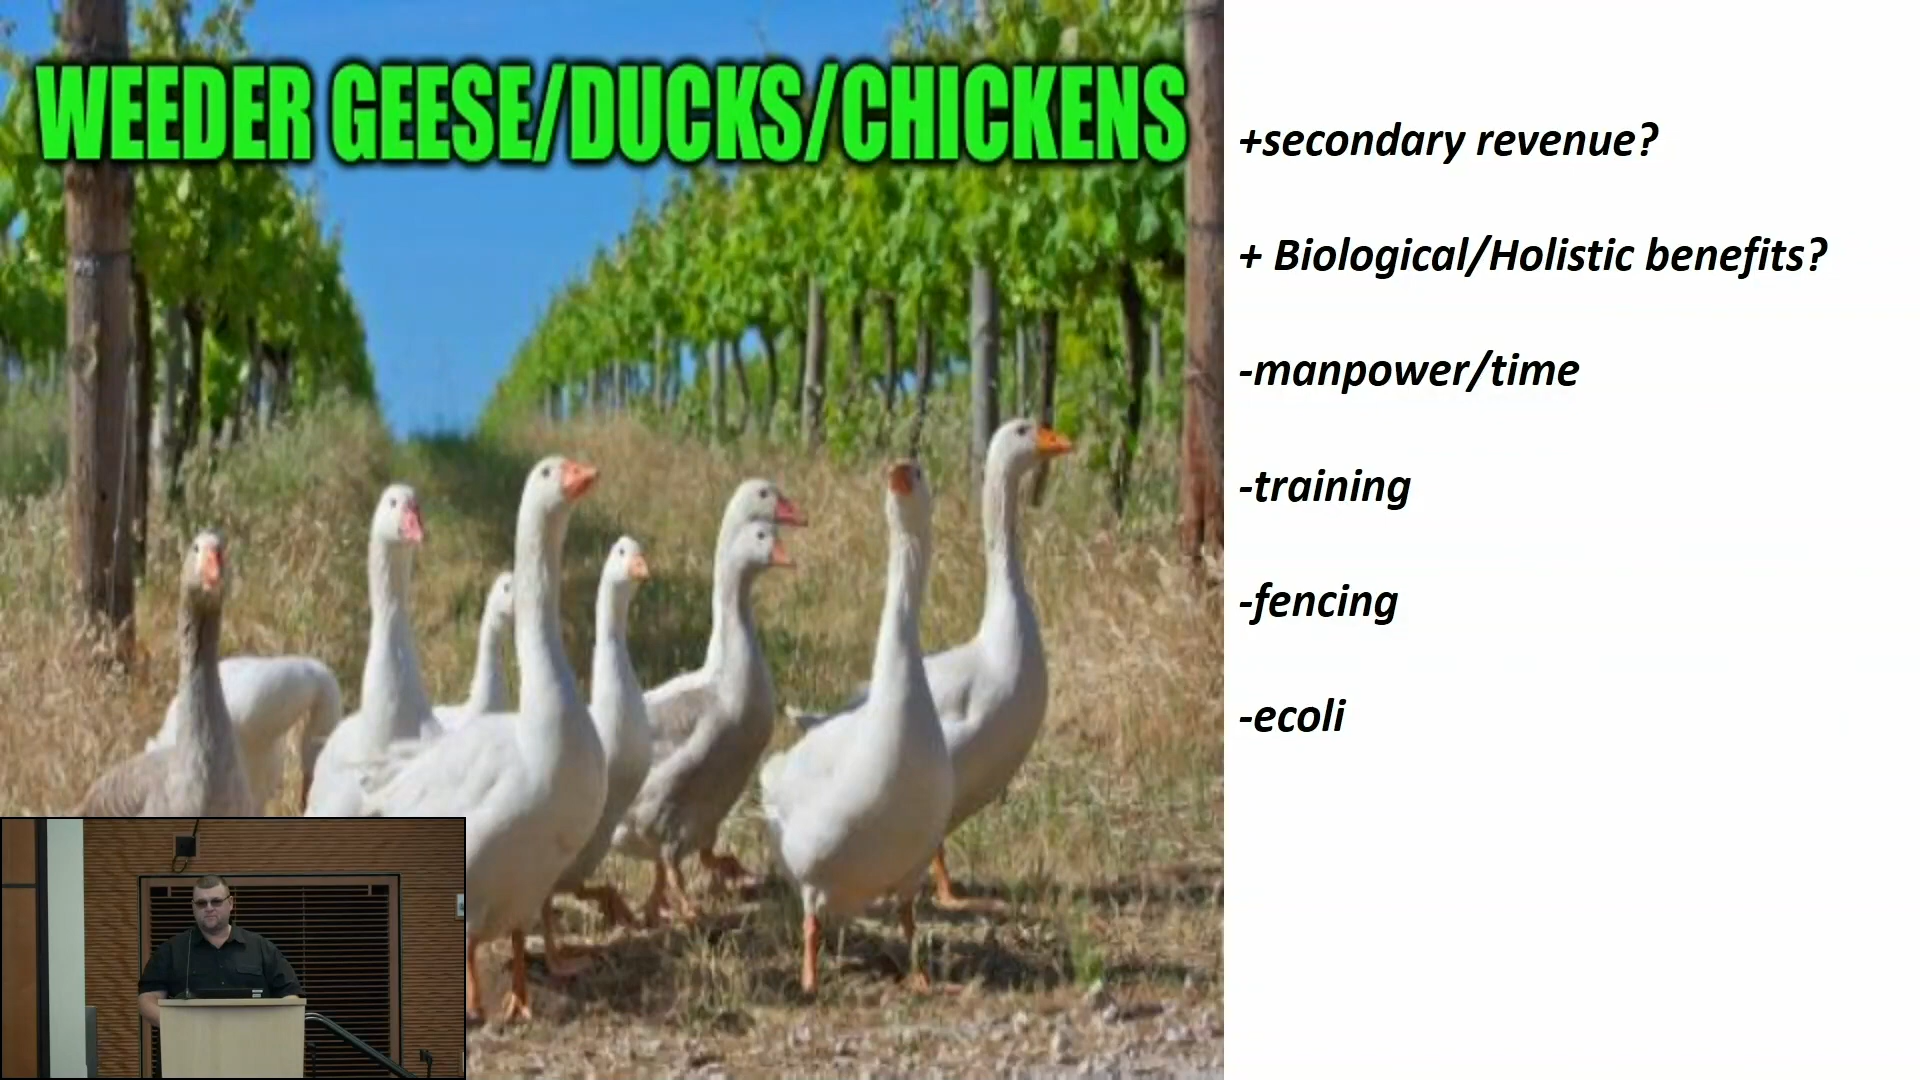 WEEDER GEESE/DUCKS/CHICKENS
+secondary revenue?
+ Biological/Holistic benefits?
-manpower/time
-training
-fencing
-ecoli